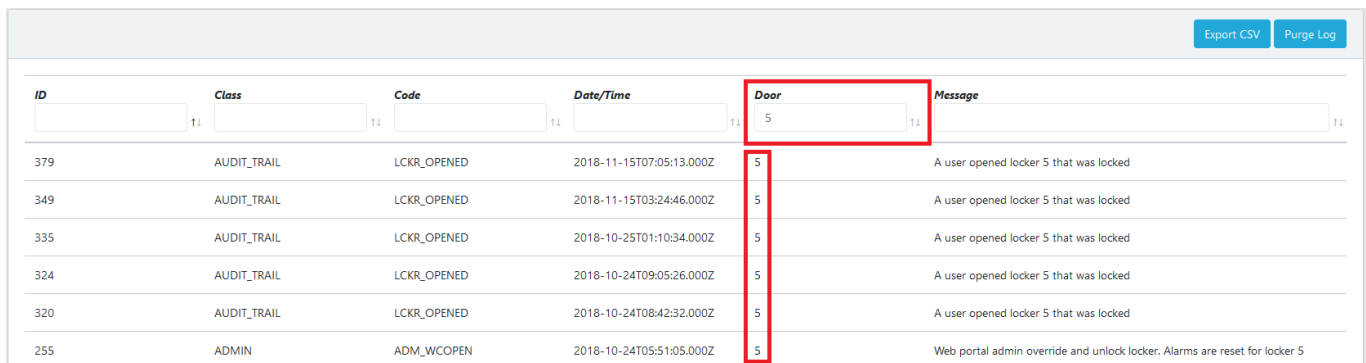 Export CSV Purge Log
ID Class Code Date/Time Door Message
5
379 AUDIT_TRAIL LCKR_OPENED 2018-11-15T07:05:13.000Z 5 A user opened locker 5 that was locked
349 AUDIT_TRAIL LCKR_OPENED 2018-11-15T03:24:46.000Z 5 A user opened locker 5 that was locked
335 AUDIT_TRAIL LCKR_OPENED 2018-10-25T01:10:34.000Z 5 A user opened locker 5 that was locked
324 AUDIT_TRAIL LCKR_OPENED 2018-10-24T09:05:26.000Z 5 A user opened locker 5 that was locked
320 AUDIT_TRAIL LCKR_OPENED 2018-10-24T08:42:32.000Z 5 A user opened locker 5 that was locked
255 ADMIN ADM_WCOPEN 2018-10-24T05:51:05.000Z 5 Web portal admin override and unlock locker. Alarms are reset for locker 5